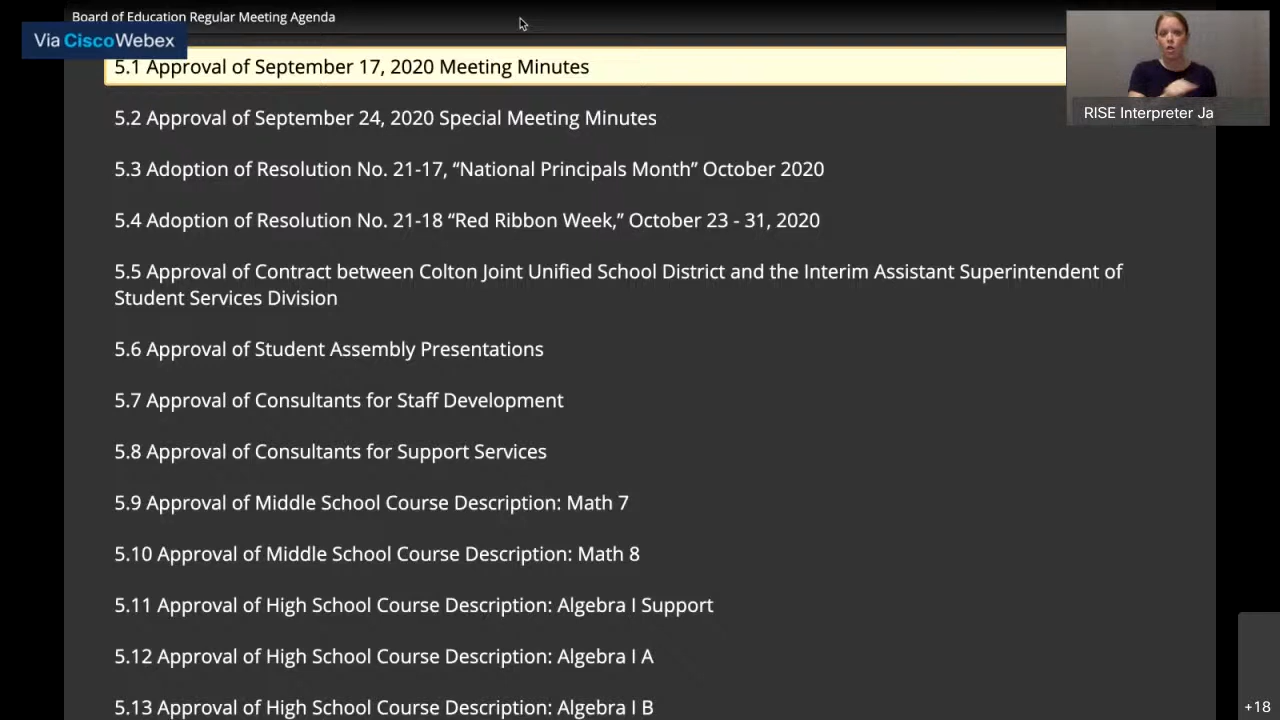 Board of Education Regular Meeting Agenda
Via CiscoWebex
5.1 Approval of September 17, 2020 Meeting Minutes
RISE Interpreter Ja
5.2 Approval of September 24, 2020 Special Meeting Minutes
5.3 Adoption of Resolution No. 21-17, “National Principals Month” October 2020
5.4 Adoption of Resolution No. 21-18 “Red Ribbon Week,” October 23 - 31, 2020
5.5 Approval of Contract between Colton Joint Unified School District and the Interim Assistant Superintendent of
Student Services Division
5.6 Approval of Student Assembly Presentations
5.7 Approval of Consultants for Staff Development
5.8 Approval of Consultants for Support Services
5.9 Approval of Middle School Course Description: Math 7
5.10 Approval of Middle School Course Description: Math 8
5.11 Approval of High School Course Description: Algebra I Support
5.12 Approval of High School Course Description: Algebra I A
5.13 Approval of High School Course Description: Algebra I B
+18